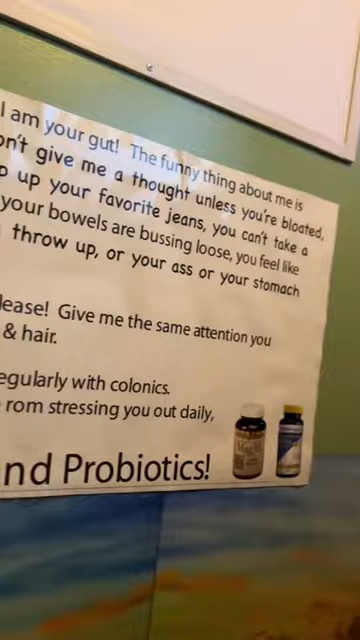 I am your gut! The funny thing about me is
on't give me a thought unless you're bloated,
p up your favorite jeans, you can't take a
your bowels are bussing loose, you feel like
throw up, or your ass or your stomach
lease! Give me the same attention you
& hair.
egularly with colonics.
rom stressing you out daily,
nd Probiotics!